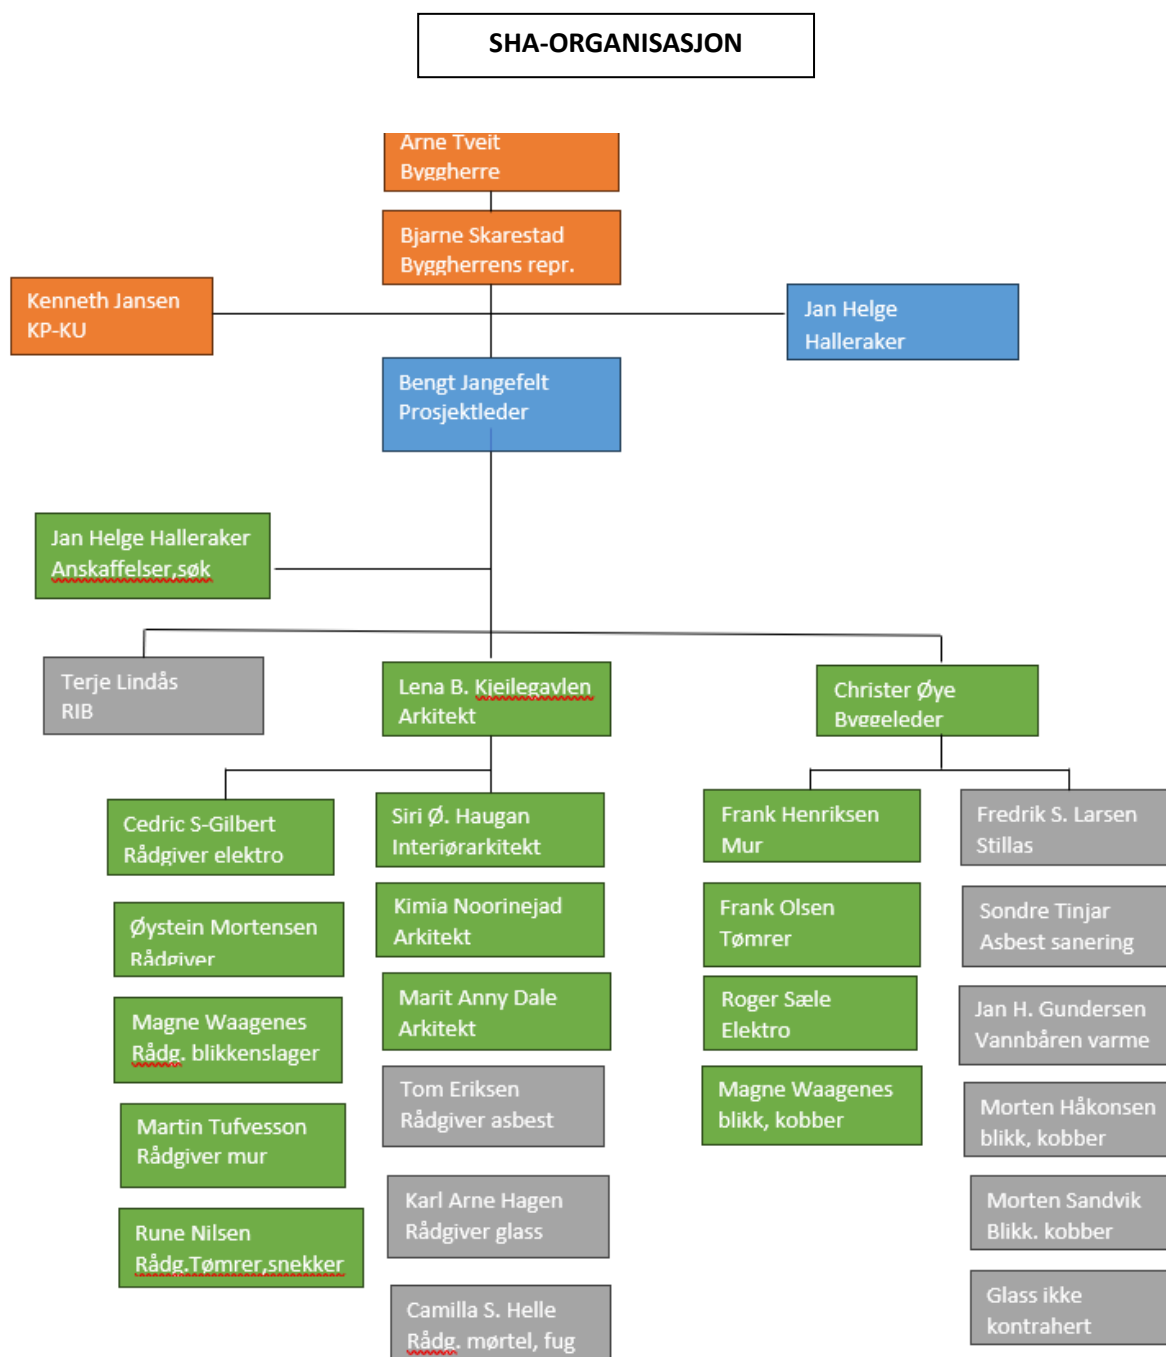 SHA-ORGANISASJON
Arne Tveit
Byggherre
Bjarne Skarestad
Byggherrens repr.
Kenneth Jansen
KP-KU
Jan Helge
Halleraker
Bengt Jangefelt
Prosjektleder
Jan Helge Halleraker
Anskaffelser,søk
Terje Lindås
RIB
Lena B. Kjeilegavlen
Arkitekt
Christer Øye
Byggeleder
Cedric S-Gilbert
Rådgiver elektro
Øystein Mortensen
Rådgiver
Magne Waagenes
Rådg. blikkenslager
Martin Tufvesson
Rådgiver mur
Rune Nilsen
Rådg.Tømrer,snekker
Siri Ø. Haugan
Interiørarkitekt
Kimia Noorinejad
Arkitekt
Marit Anny Dale
Arkitekt
Tom Eriksen
Rådgiver asbest
Karl Arne Hagen
Rådgiver glass
Camilla S. Helle
Rådg. mørtel, fug
Frank Henriksen
Mur
Frank Olsen
Tømrer
Roger Sæle
Elektro
Magne Waagenes
blikk, kobber
Fredrik S. Larsen
Stillas
Sondre Tinjar
Asbest sanering
Jan H. Gundersen
Vannbåren varme
Morten Håkonsen
blikk, kobber
Morten Sandvik
Blikk. kobber
Glass ikke
kontrahert